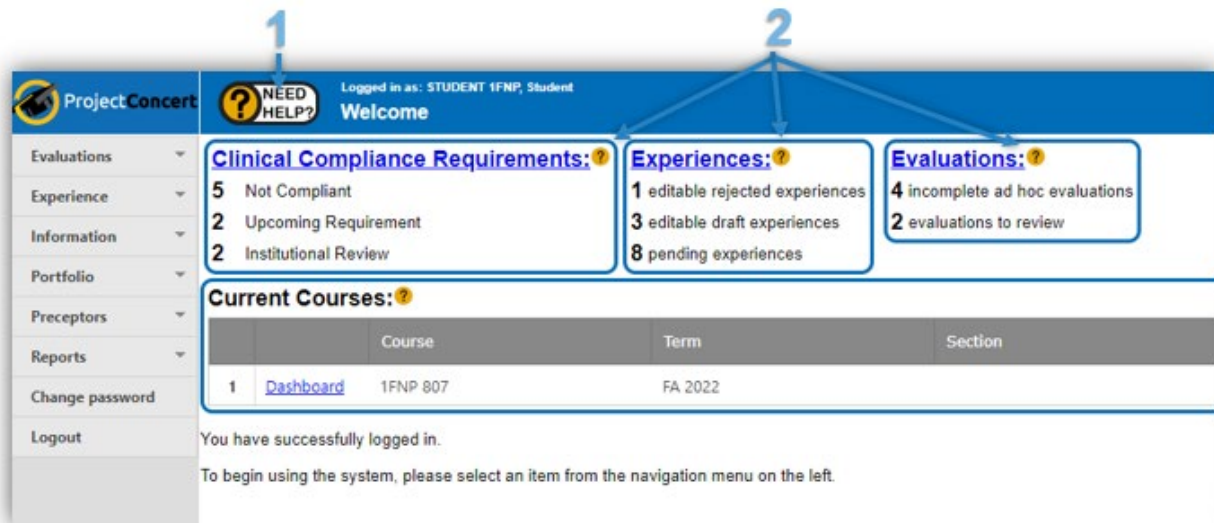 1
2
ProjectConcert
? NEED HELP?
Logged in as: STUDENT 1FNP, Student
Welcome
Evaluations
Experience
Information
Portfolio
Preceptors
Reports
Change password
Logout
Clinical Compliance Requirements: ?
5 Not Compliant
2 Upcoming Requirement
2 Institutional Review
Experiences: ?
1 editable rejected experiences
3 editable draft experiences
8 pending experiences
Evaluations: ?
4 incomplete ad hoc evaluations
2 evaluations to review
Current Courses: ?
Course Term Section
1 Dashboard 1FNP 807 FA 2022
You have successfully logged in.
To begin using the system, please select an item from the navigation menu on the left.